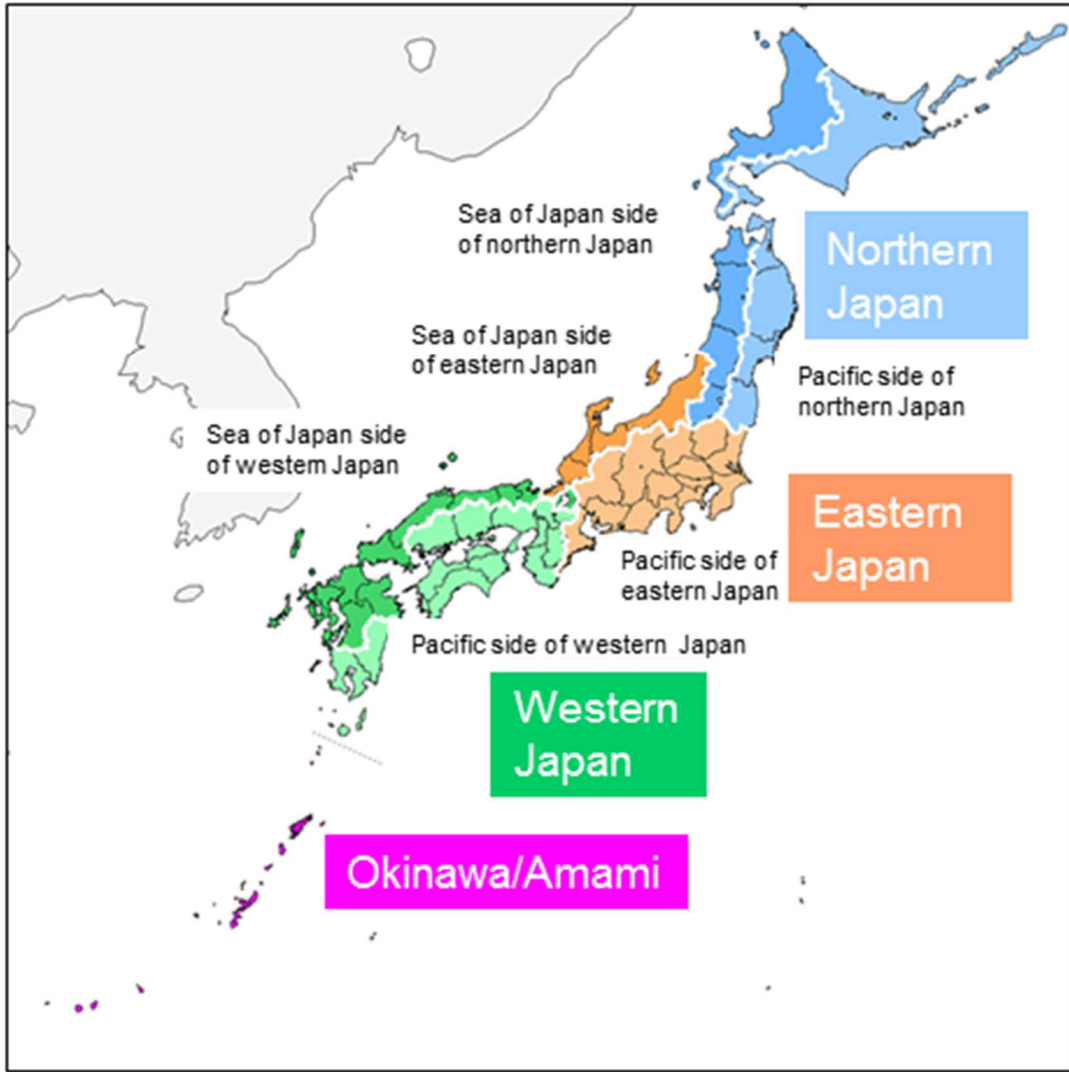 Sea of Japan side
of northern Japan
Northern
Japan
Sea of Japan side
of eastern Japan
Pacific side of
northern Japan
Sea of Japan side
of western Japan
Eastern
Japan
Pacific side of
eastern Japan
Pacific side of western Japan
Western
Japan
Okinawa/Amami